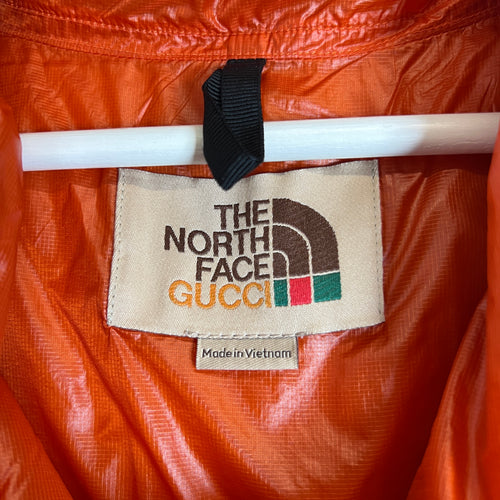 THE
NORTH
FACE
GUCCI
Made in Vietnam